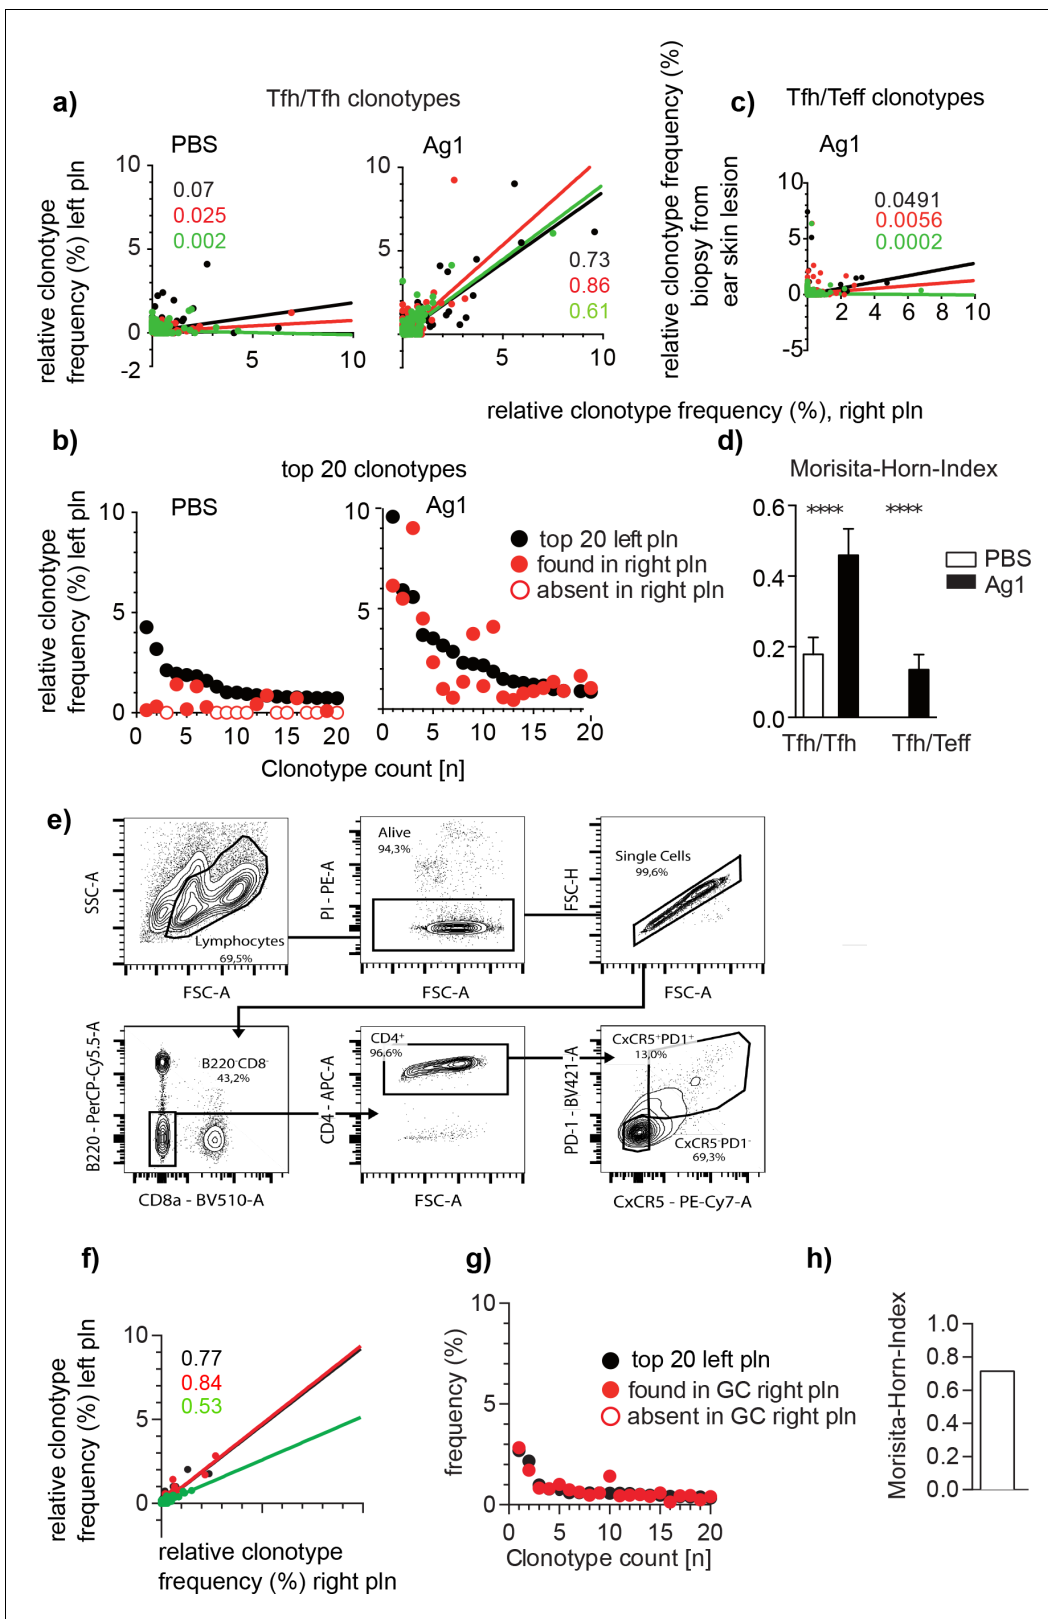 a)
Tfh/Tfh clonotypes
PBS
Ag1
relative clonotype
frequency (%) left pln
10
5
0
-2
0.07
0.025
0.002
5
10
10
5
0
0.73
0.86
0.61
0
5
10
c)
Tfh/Teff clonotypes
Ag1
relative clonotype frequency (%)
biopsy from
ear skin lesion
10
5
0
-5
0.0491
0.0056
0.0002
2
4
6
8
10
relative clonotype frequency (%), right pln
b)
top 20 clonotypes
PBS
Ag1
relative clonotype
frequency (%) left pln
10
5
0
0
5
10
15
20
10
5
0
0
5
10
15
20
top 20 left pln
found in right pln
absent in right pln
Clonotype count [n]
d)
Morisita-Horn-Index
0.6
0.4
0.2
0.0
****
****
PBS
Ag1
Tfh/Tfh
Tfh/Teff
e)
SSC-A
Lymphocytes
69,5%
FSC-A
PI - PE-A
Alive
94,3%
FSC-A
FSC-H
Single Cells
99,6%
FSC-A
B220 - PerCP-Cy5.5-A
B220-CD8-
43,2%
CD8a - BV510-A
CD4 - APC-A
CD4+
96,6%
FSC-A
PD-1 - BV421-A
CxCR5+PD1+
13,0%
CxCR5-PD1-
69,3%
CxCR5 - PE-Cy7-A
f)
relative clonotype
frequency (%) left pln
10
5
0
0.77
0.84
0.53
relative clonotype
frequency (%) right pln
g)
frequency (%)
10
5
0
0
5
10
15
20
top 20 left pln
found in GC right pln
absent in GC right pln
Clonotype count [n]
h)
Morisita-Horn-Index
1.0
0.8
0.6
0.4
0.2
0.0